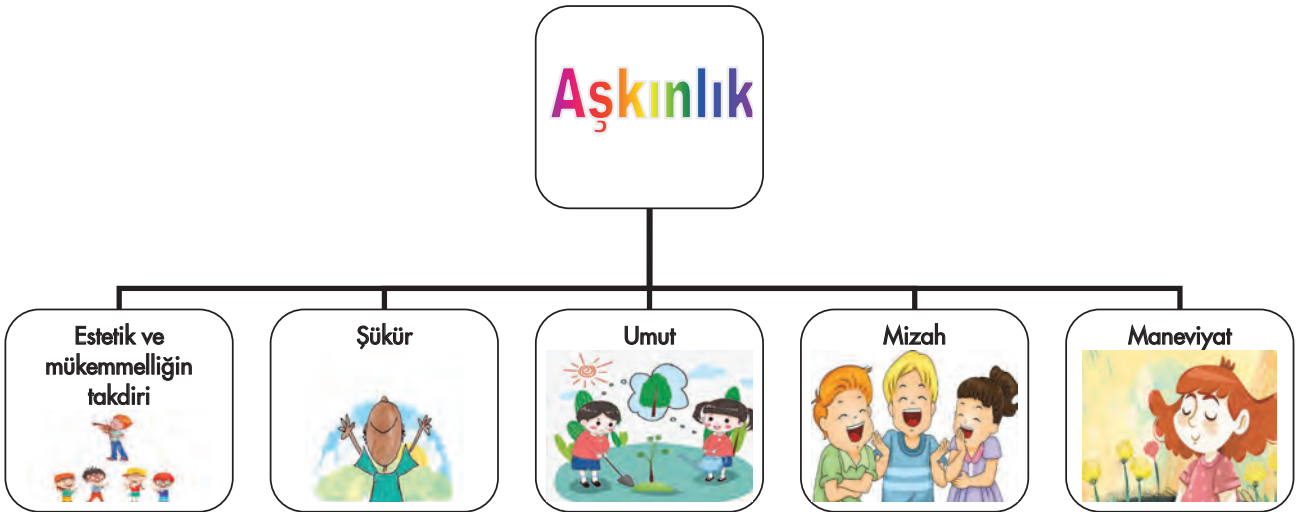 Aşkınlık
Estetik ve
mükemmelliğin
takdiri
Şükür
Umut
Mizah
Maneviyat